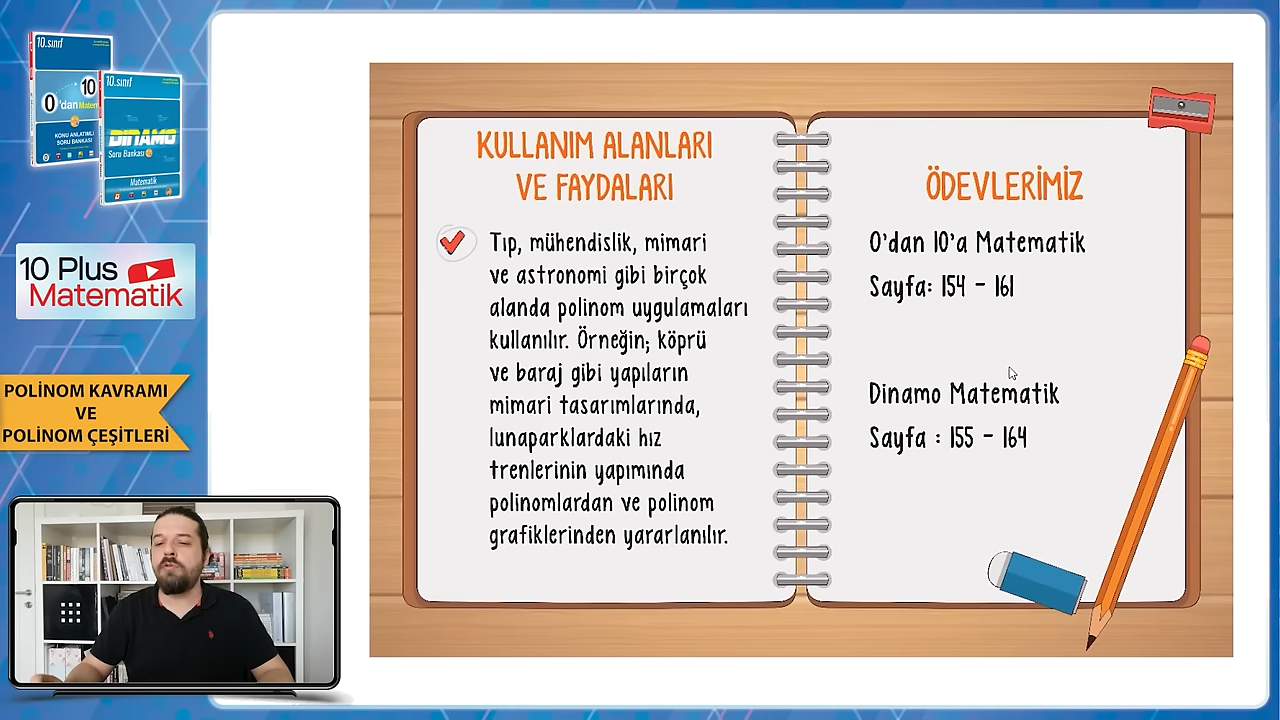 10.sınıf
0'dan
10
KONU ANLATIMLI
SORU BANKASI
10.sınıf
DINAMO
Soru Bankası
Matematik
10 Plus
Matematik
POLİNOM KAVRAMI
VE
POLİNOM ÇEŞİTLERİ
KULLANIM ALANLARI
VE FAYDALARI
Tıp, mühendislik, mimari
ve astronomi gibi birçok
alanda polinom uygulamaları
kullanılır. Örneğin; köprü
ve baraj gibi yapıların
mimari tasarımlarında,
lunaparklardaki hız
trenlerinin yapımında
polinomlardan ve polinom
grafiklerinden yararlanılır.
ÖDEVLERİMİZ
0'dan 10'a Matematik
Sayfa: 154 - 161
Dinamo Matematik
Sayfa : 155 - 164